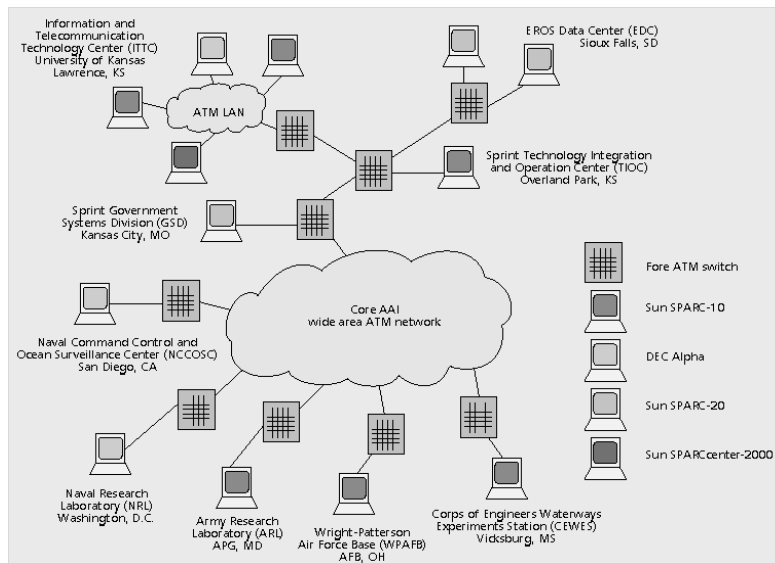 Information and
Telecommunication
Technology Center (ITTC)
University of Kansas
Lawrence, KS
ATM LAN
EROS Data Center (EDC)
Sioux Falls, SD
Sprint Technology Integration
and Operation Center (TIOC)
Overland Park, KS
Sprint Government
Systems Division (GSD)
Kansas City, MO
Core AAI
wide area ATM network
Naval Command Control and
Ocean Surveillance Center (NCCOSC)
San Diego, CA
Naval Research
Laboratory (NRL)
Washington, D.C.
Army Research
Laboratory (ARL)
APG, MD
Wright-Patterson
Air Force Base (WPAFB)
AFB, OH
Corps of Engineers Waterways
Experiments Station (CEWES)
Vicksburg, MS
Fore ATM switch
Sun SPARC-10
DEC Alpha
Sun SPARC-20
Sun SPARCcenter-2000